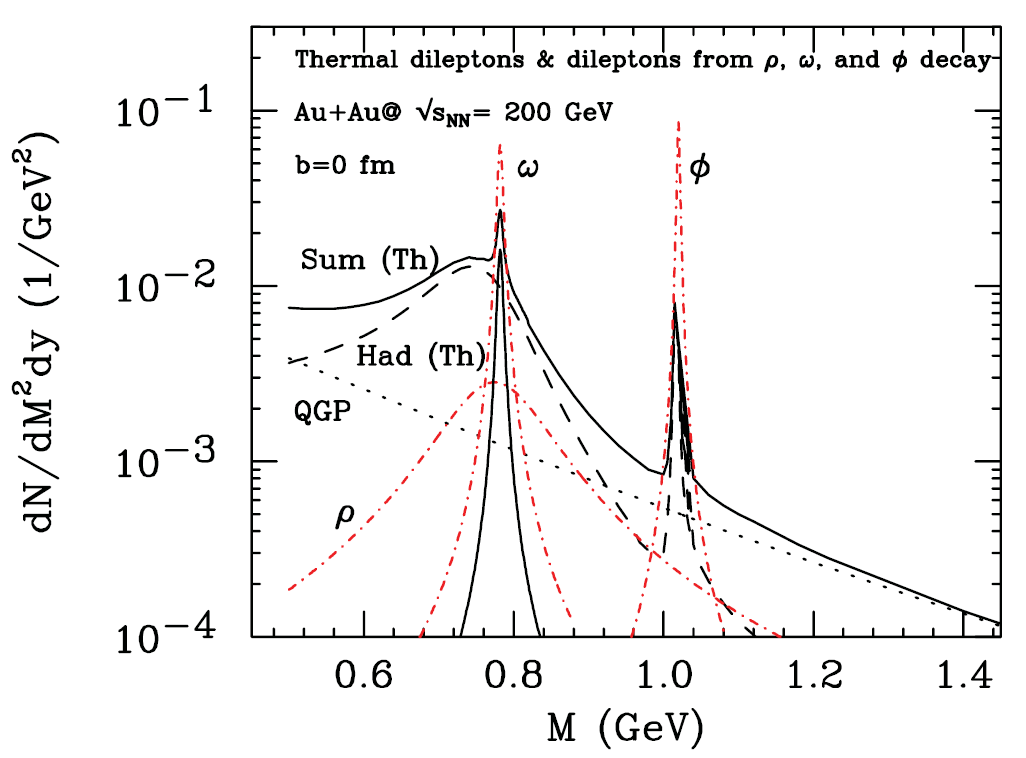 Thermal dileptons & dileptons from ρ, ω, and ϕ decay
Au+Au@ √sNN= 200 GeV
b=0 fm
ω
ϕ
Sum (Th)
Had (Th)
QGP
ρ
10−1
10−2
10−3
10−4
dN/dM²dy (1/GeV²)
0.6 0.8 1.0 1.2 1.4
M (GeV)